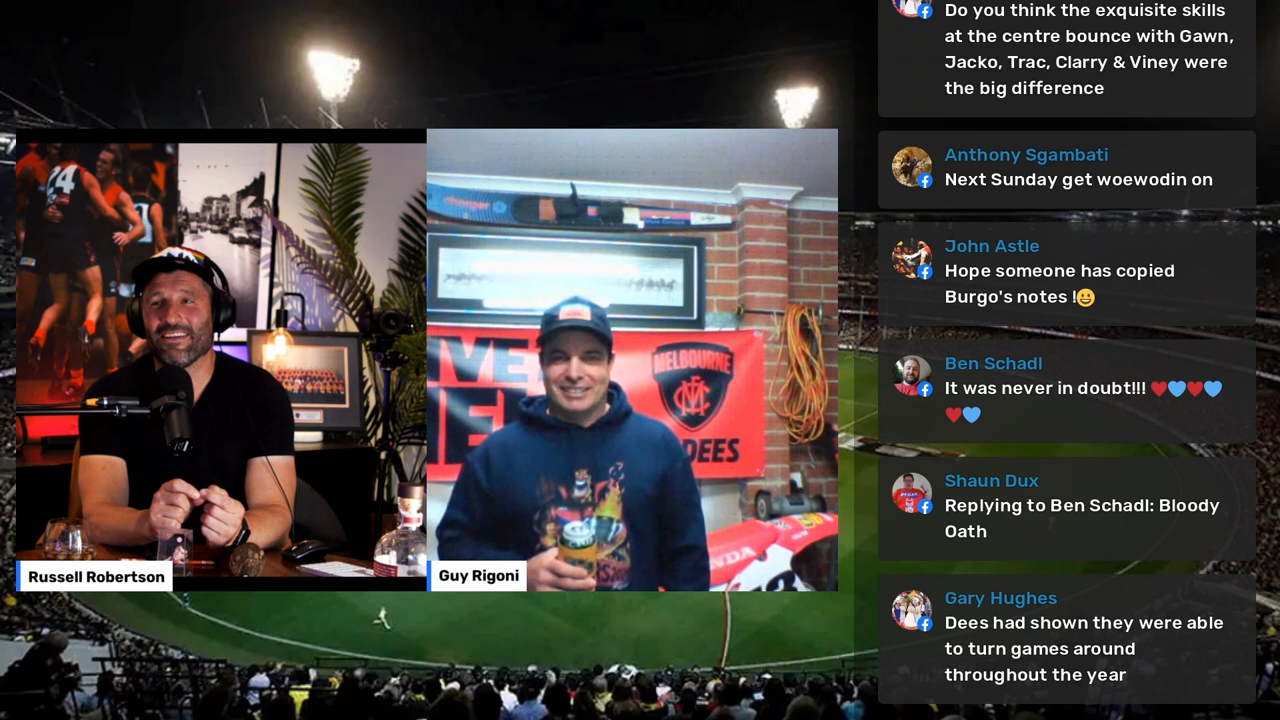 Do you think the exquisite skills
at the centre bounce with Gawn,
Jacko, Trac, Clarry & Viney were
the big difference
Anthony Sgambati
Next Sunday get woewodin on
John Astle
Hope someone has copied
Burgo's notes !😀
Ben Schadl
It was never in doubt!!! ❤️💙❤️💙
❤️💙
Shaun Dux
Replying to Ben Schadl: Bloody
Oath
Gary Hughes
Dees had shown they were able
to turn games around
throughout the year
24
charger
MELBOURNE
DEES
HONDA
Russell Robertson
Guy Rigoni